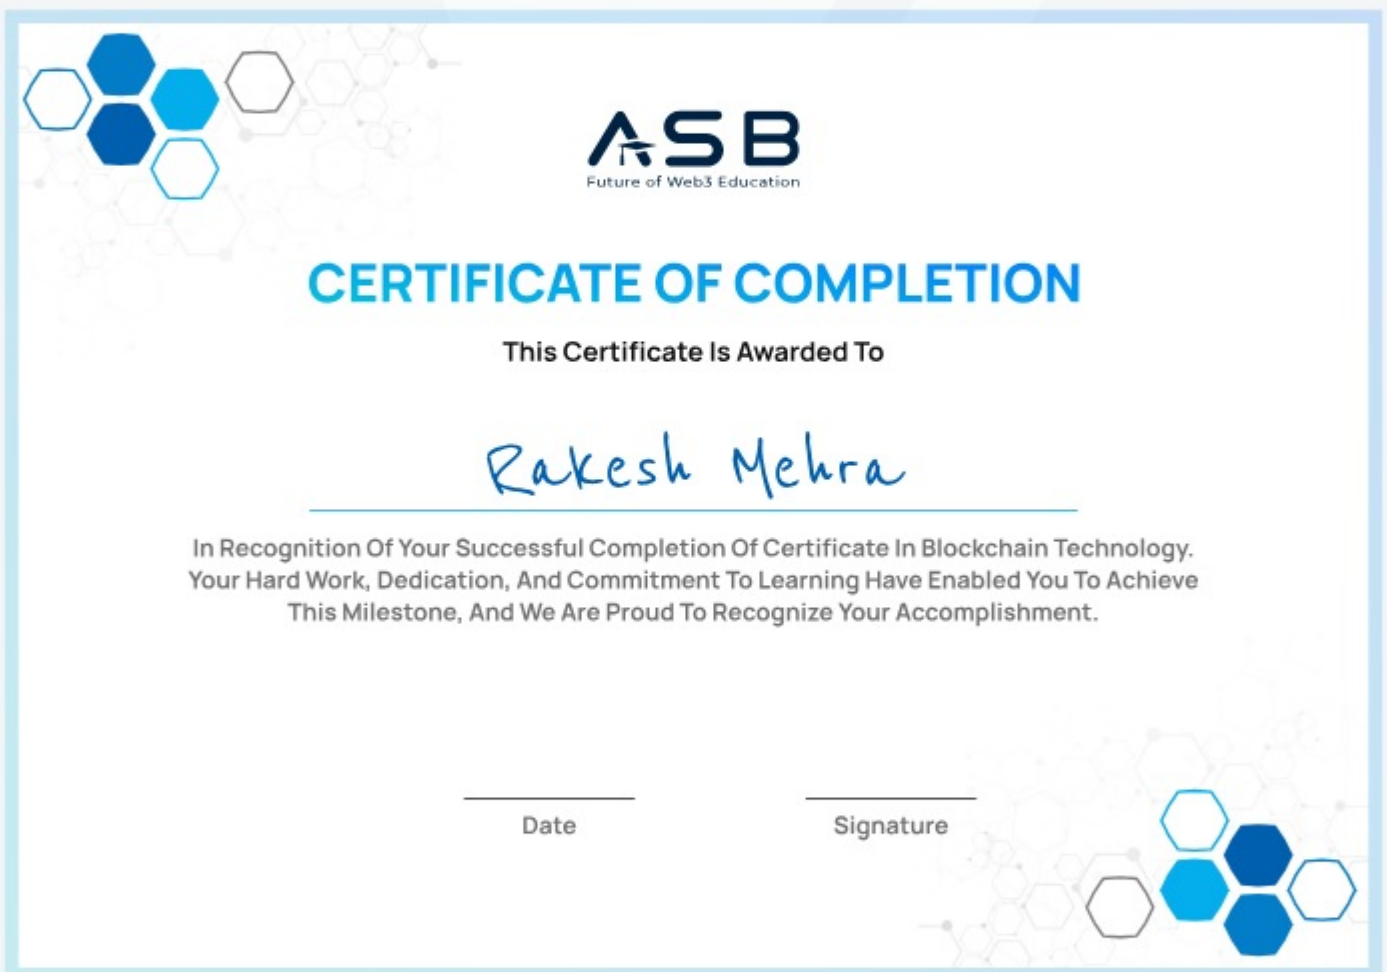 ASB
Future of Web3 Education
CERTIFICATE OF COMPLETION
This Certificate Is Awarded To
Rakesh Mehra
In Recognition Of Your Successful Completion Of Certificate In Blockchain Technology.
Your Hard Work, Dedication, And Commitment To Learning Have Enabled You To Achieve
This Milestone, And We Are Proud To Recognize Your Accomplishment.
Date
Signature